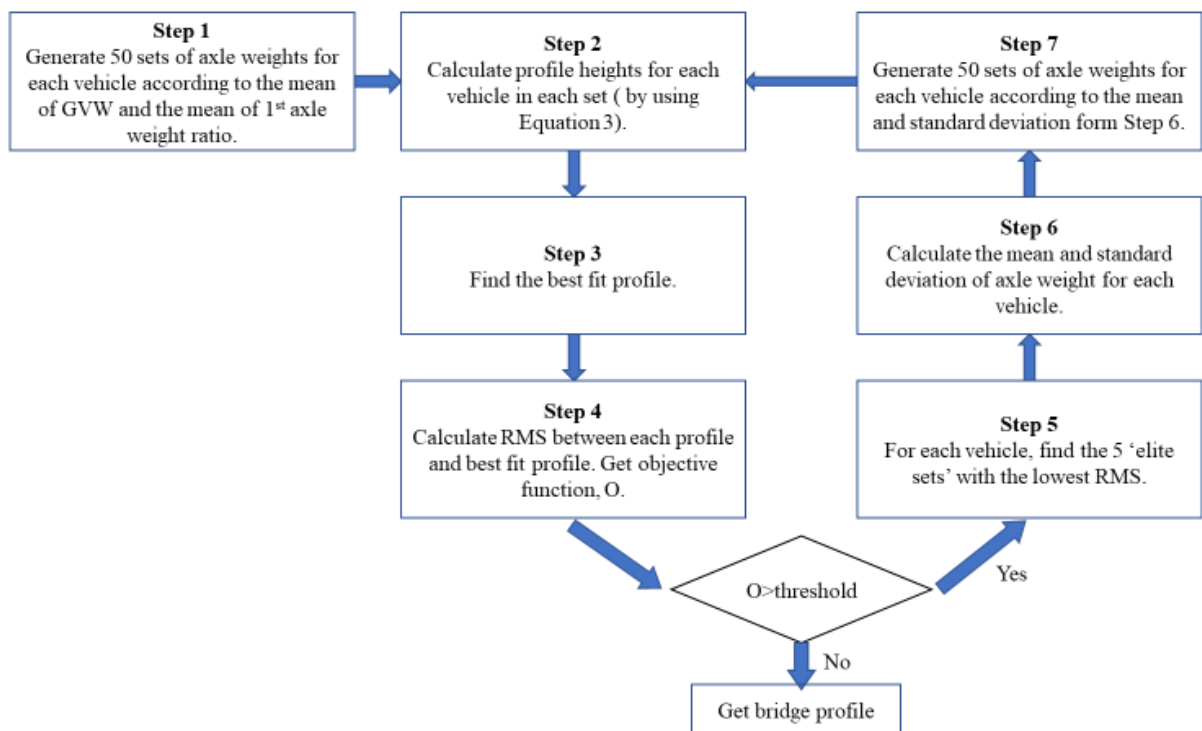 Step 1
Generate 50 sets of axle weights for
each vehicle according to the mean
of GVW and the mean of 1st axle
weight ratio.
Step 2
Calculate profile heights for each
vehicle in each set ( by using
Equation 3).
Step 3
Find the best fit profile.
Step 4
Calculate RMS between each profile
and best fit profile. Get objective
function, O.
O>threshold
Yes
No
Get bridge profile
Step 5
For each vehicle, find the 5 ‘elite
sets’ with the lowest RMS.
Step 6
Calculate the mean and standard
deviation of axle weight for each
vehicle.
Step 7
Generate 50 sets of axle weights for
each vehicle according to the mean
and standard deviation form Step 6.